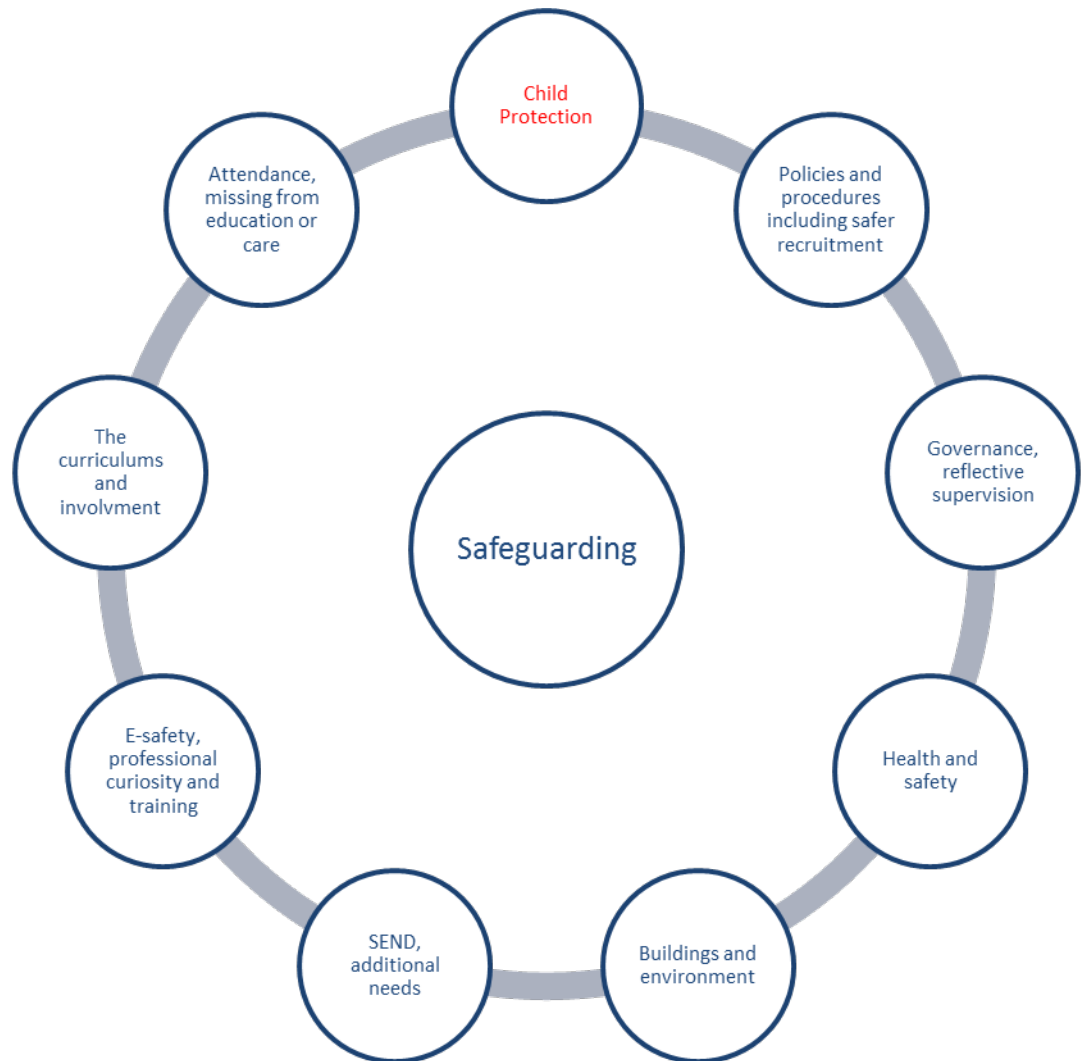 Child
Protection
Policies and
procedures
including safer
recruitment
Governance,
reflective
supervision
Health and
safety
Buildings and
environment
SEND,
additional
needs
E-safety,
professional
curiosity and
training
The
curriculums
and
involvment
Attendance,
missing from
education or
care
Safeguarding